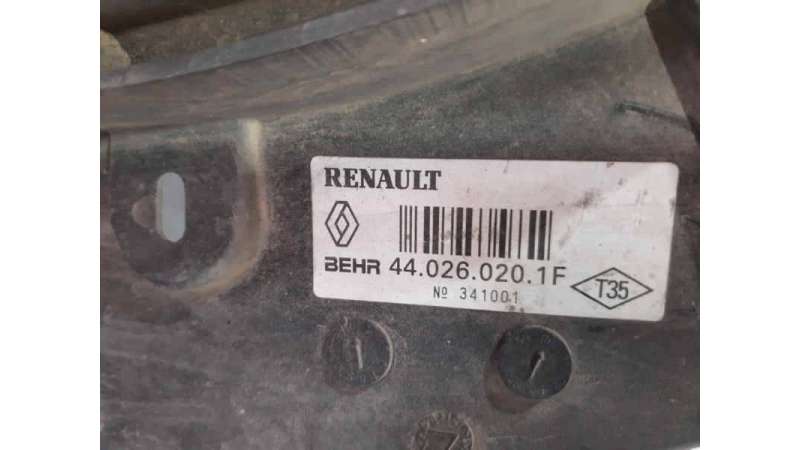 RENAULT
BEHR 44.026.020.1F
Nº 341001
T35